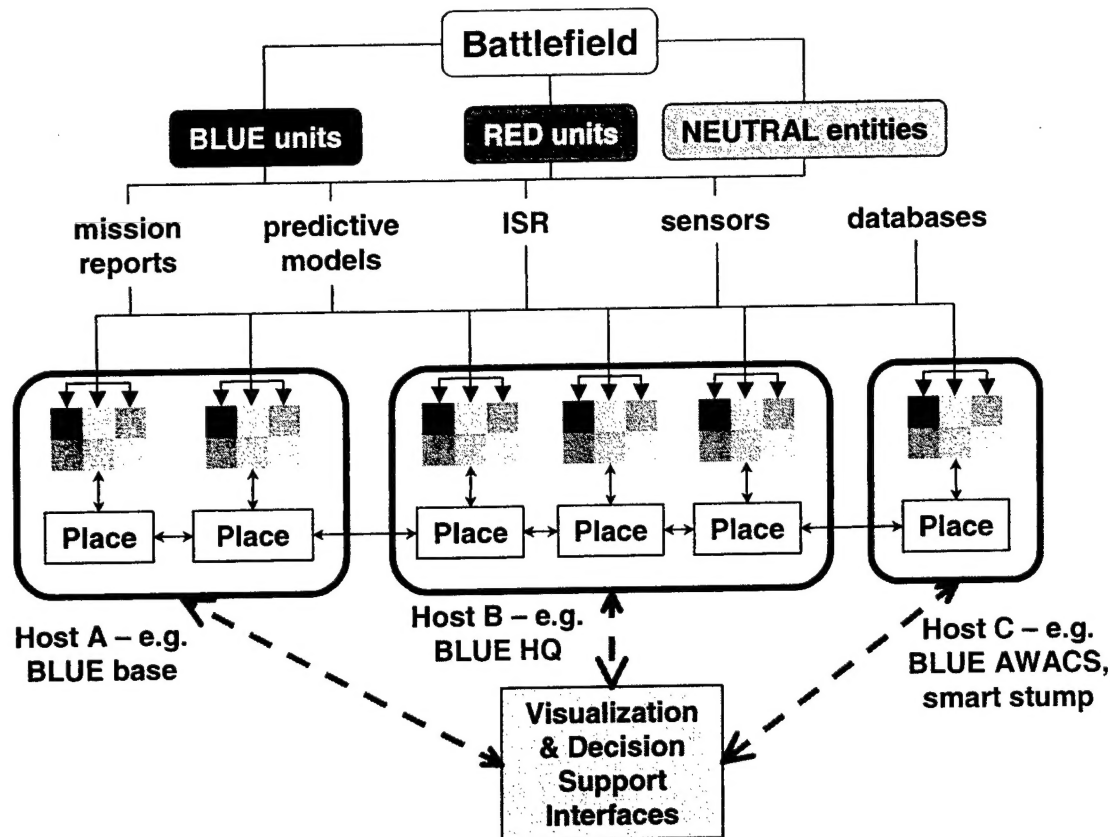 Battlefield
BLUE units
RED units
NEUTRAL entities
mission
reports
predictive
models
ISR
sensors
databases
Place
Place
Place
Place
Place
Place
Host A – e.g.
BLUE base
Host B – e.g.
BLUE HQ
Host C – e.g.
BLUE AWACS,
smart stump
Visualization
& Decision
Support
Interfaces